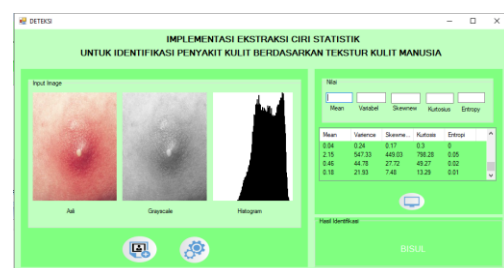 DETEKSI
IMPLEMENTASI EKSTRAKSI CIRI STATISTIK
UNTUK IDENTIFIKASI PENYAKIT KULIT BERDASARKAN TEKSTUR KULIT MANUSIA
Input Image
Asli Grayscale Histogram
Nilai
Mean Variabel Skewnew Kurtosius Entropy
Mean Varience Skewne... Kurtosis Entropi
0.04 0.24 0.17 0.3 0
2.15 547.33 449.03 798.28 0.05
0.46 44.78 27.72 49.27 0.02
0.18 21.93 7.48 13.29 0.01
Hasil Identifikasi
BISUL